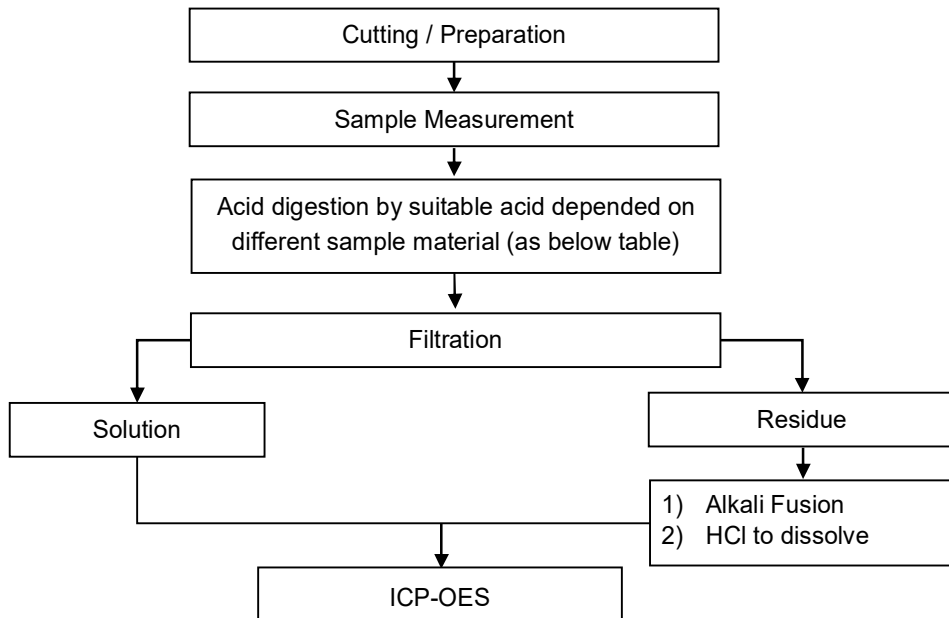 Cutting / Preparation
Sample Measurement
Acid digestion by suitable acid depended on
different sample material (as below table)
Filtration
Solution
Residue
1) Alkali Fusion
2) HCl to dissolve
ICP-OES